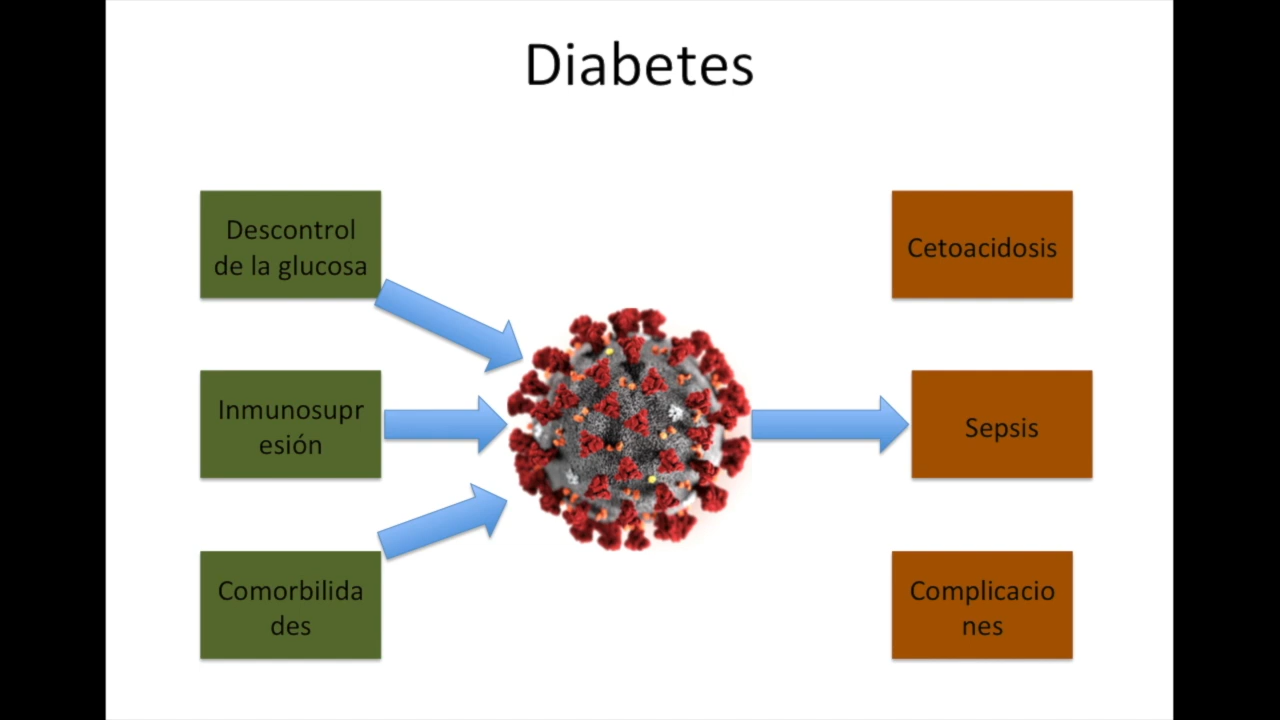 Diabetes
Descontrol
de la glucosa
Inmunosupr
esión
Comorbilida
des
Cetoacidosis
Sepsis
Complicacio
nes